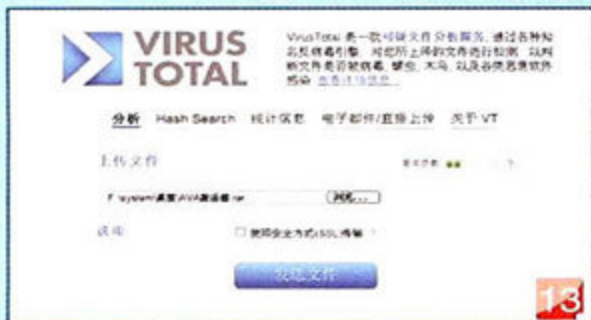 VIRUS
TOTAL
VirusTotal 是一款可疑文件分析服务, 通过各种知
名反病毒引擎, 对您所上传的文件进行检测, 以判
断文件是否被病毒, 蠕虫, 木马, 以及各类恶意软件
感染
分析 Hash Search 统计信息 电子邮件/直接上传 关于 VT
上传文件
浏览...
选项 使用安全方式(SSL)传输
发送文件
13